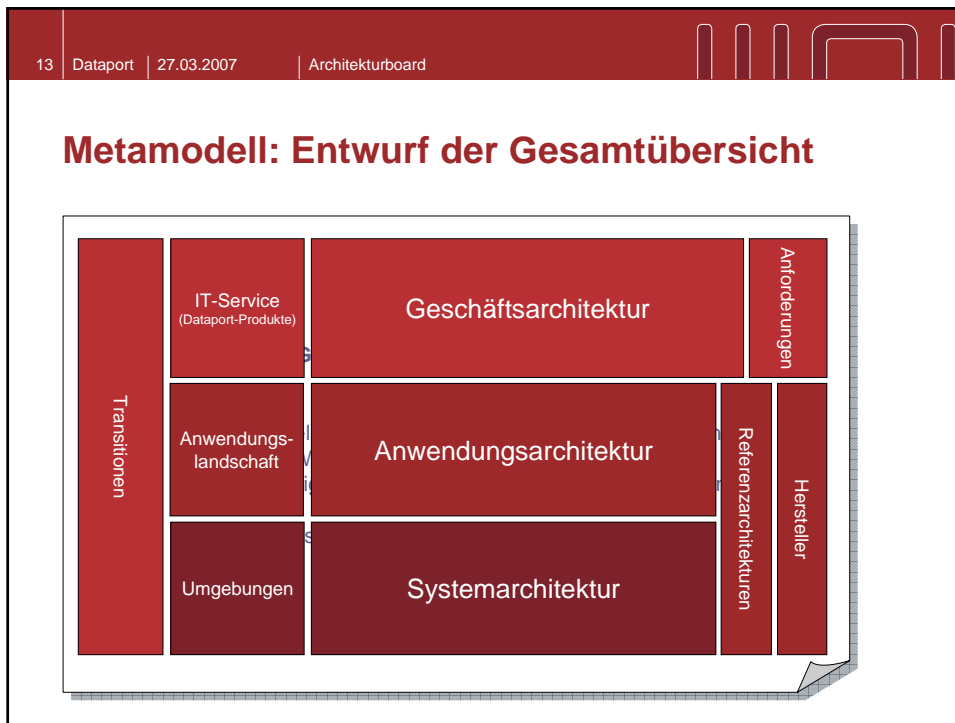 13 Dataport 27.03.2007 Architekturboard
Metamodell: Entwurf der Gesamtübersicht
Transitionen
IT-Service
(Dataport-Produkte)
Geschäftsarchitektur
Anforderungen
Anwendungs-
landschaft
Anwendungsarchitektur
Referenzarchitekturen
Hersteller
Umgebungen
Systemarchitektur